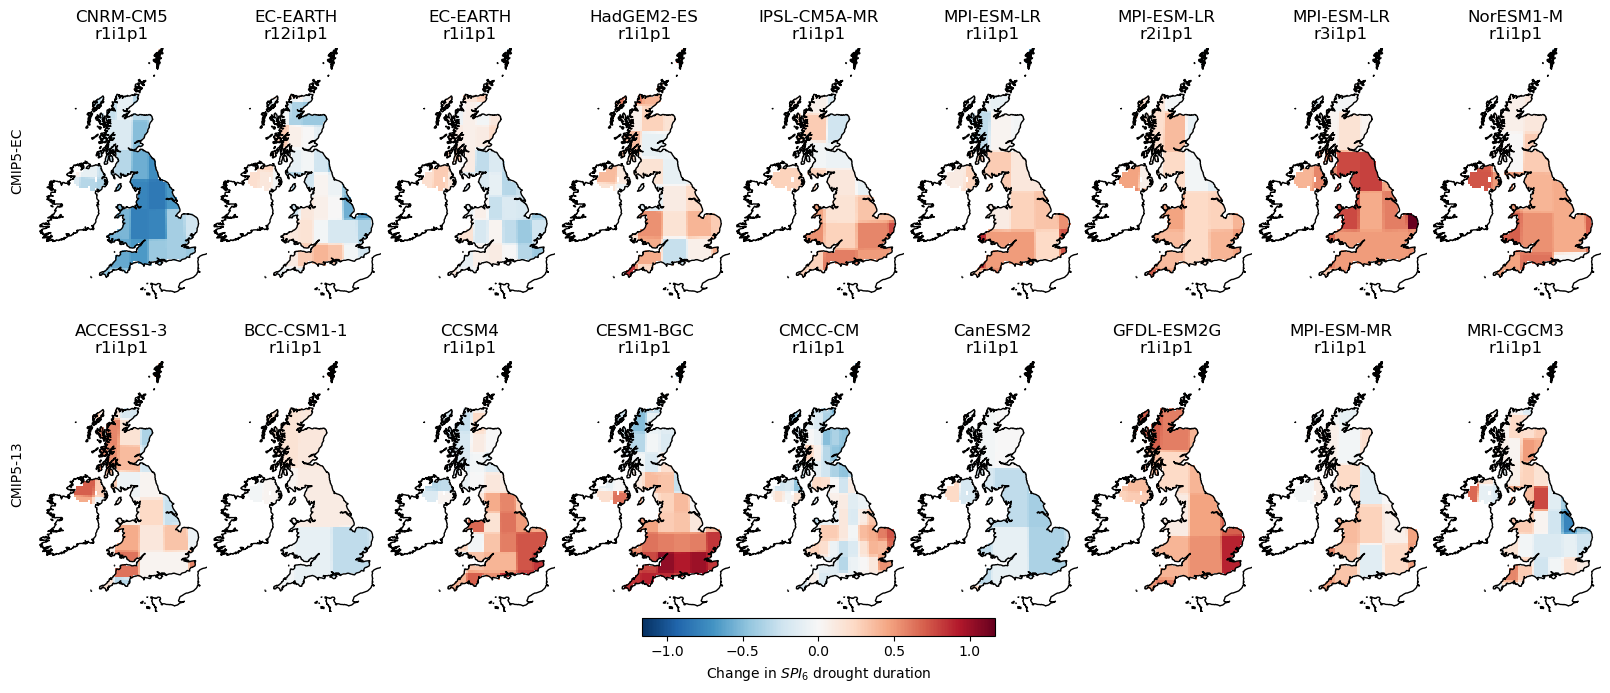 CNRM-CM5 EC-EARTH EC-EARTH HadGEM2-ES IPSL-CM5A-MR MPI-ESM-LR MPI-ESM-LR MPI-ESM-LR NorESM1-M
r1i1p1 r12i1p1 r1i1p1 r1i1p1 r1i1p1 r1i1p1 r2i1p1 r3i1p1 r1i1p1
CMIP5-EC
ACCESS1-3 BCC-CSM1-1 CCSM4 CESM1-BGC CMCC-CM CanESM2 GFDL-ESM2G MPI-ESM-MR MRI-CGCM3
r1i1p1 r1i1p1 r1i1p1 r1i1p1 r1i1p1 r1i1p1 r1i1p1 r1i1p1 r1i1p1
CMIP5-13
−1.0 −0.5 0.0 0.5 1.0
Change in SPI₆ drought duration